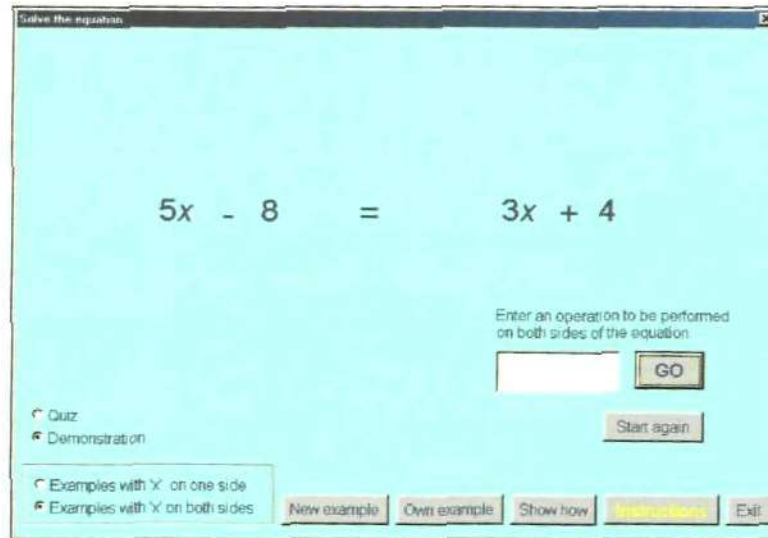 Solve the equation
5x - 8 = 3x + 4
Enter an operation to be performed
on both sides of the equation
GO
Start again
Quiz
Demonstration
Examples with 'x' on one side
Examples with 'x' on both sides
New example
Own example
Show how
Instructions
Exit